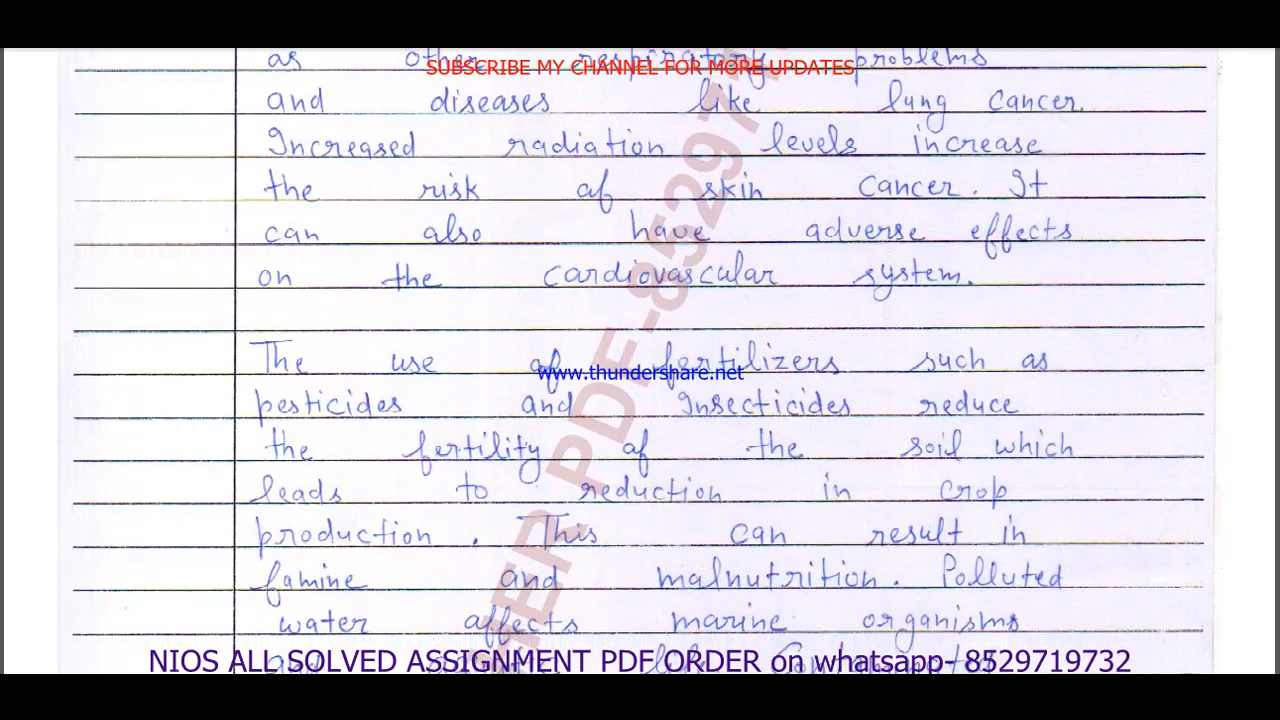 as other respiratory problems
SUBSCRIBE MY CHANNEL FOR MORE UPDATES
and diseases like lung cancer.
Increased radiation levels increase
the risk of skin cancer. It
can also have adverse effects
on the cardiovascular system.
The use of fertilizers such as
www.thundershare.net
pesticides and Insecticides reduce
the fertility of the soil which
leads to reduction in crop
production. This can result in
famine and malnutrition. Polluted
water affects marine organisms
NIOS ALL SOLVED ASSIGNMENT PDF ORDER on whatsapp- 8529719732
PDF-852971